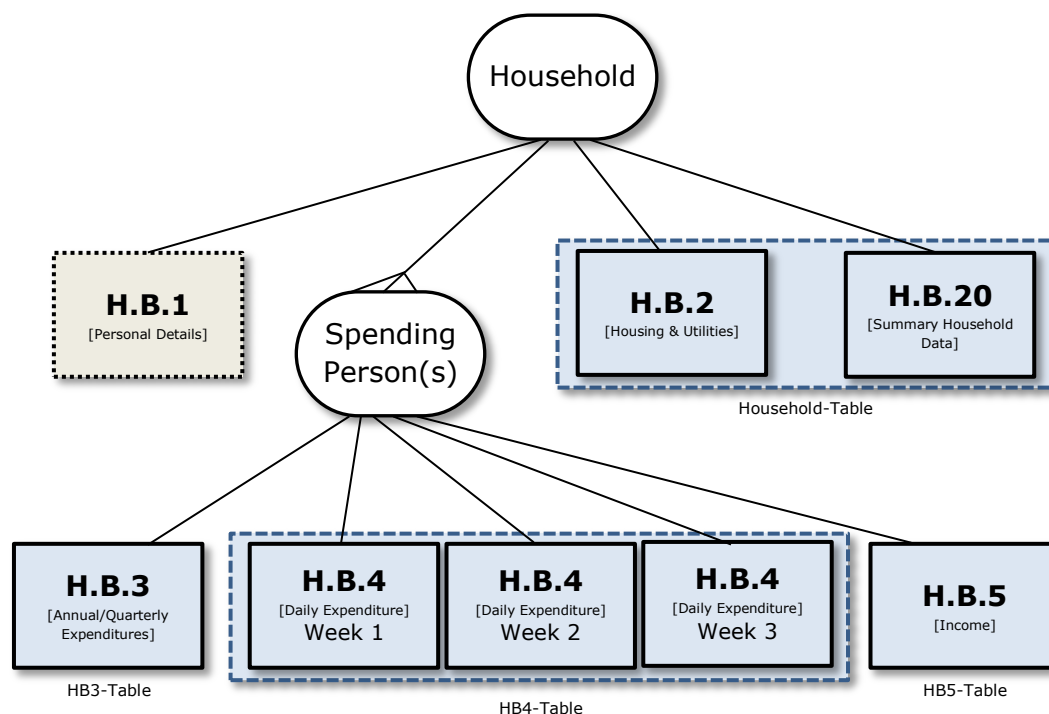 Household
H.B.1
[Personal Details]
H.B.2
[Housing & Utilities]
H.B.20
[Summary Household
Data]
Household-Table
Spending
Person(s)
H.B.3
[Annual/Quarterly
Expenditures]
HB3-Table
H.B.4
[Daily Expenditure]
Week 1
H.B.4
[Daily Expenditure]
Week 2
H.B.4
[Daily Expenditure]
Week 3
HB4-Table
H.B.5
[Income]
HB5-Table